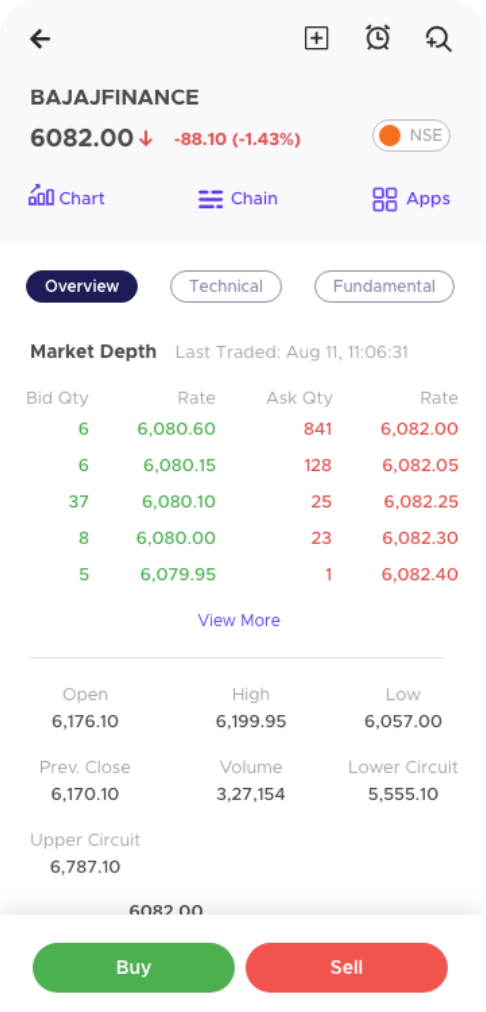 BAJAJFINANCE
6082.00 ↓ -88.10 (-1.43%) NSE
Chart Chain Apps
Overview Technical Fundamental
Market Depth Last Traded: Aug 11, 11:06:31
Bid Qty Rate Ask Qty Rate
6 6,080.60 841 6,082.00
6 6,080.15 128 6,082.05
37 6,080.10 25 6,082.25
8 6,080.00 23 6,082.30
5 6,079.95 1 6,082.40
View More
Open High Low
6,176.10 6,199.95 6,057.00
Prev. Close Volume Lower Circuit
6,170.10 3,27,154 5,555.10
Upper Circuit
6,787.10
6082.00
Buy Sell